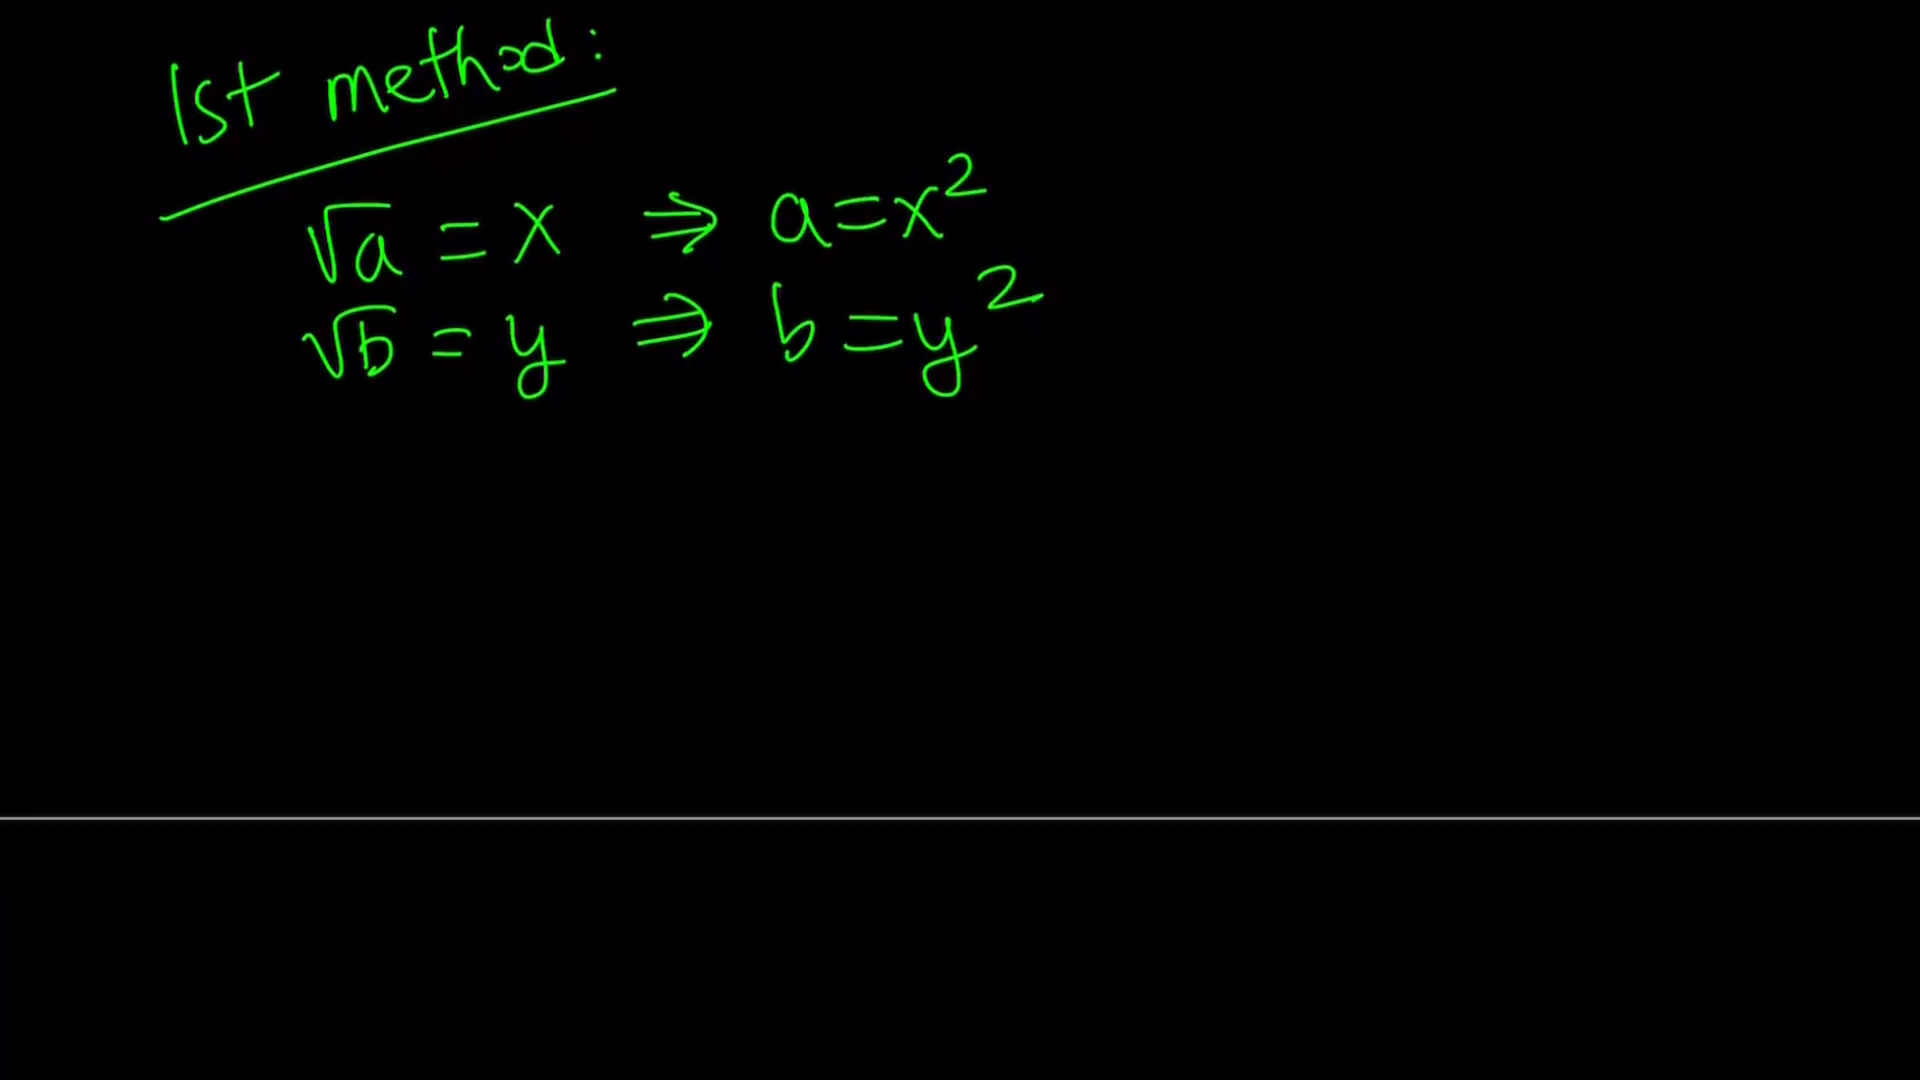 1st method:
√a = x ⇒ a = x²
√b = y ⇒ b = y²